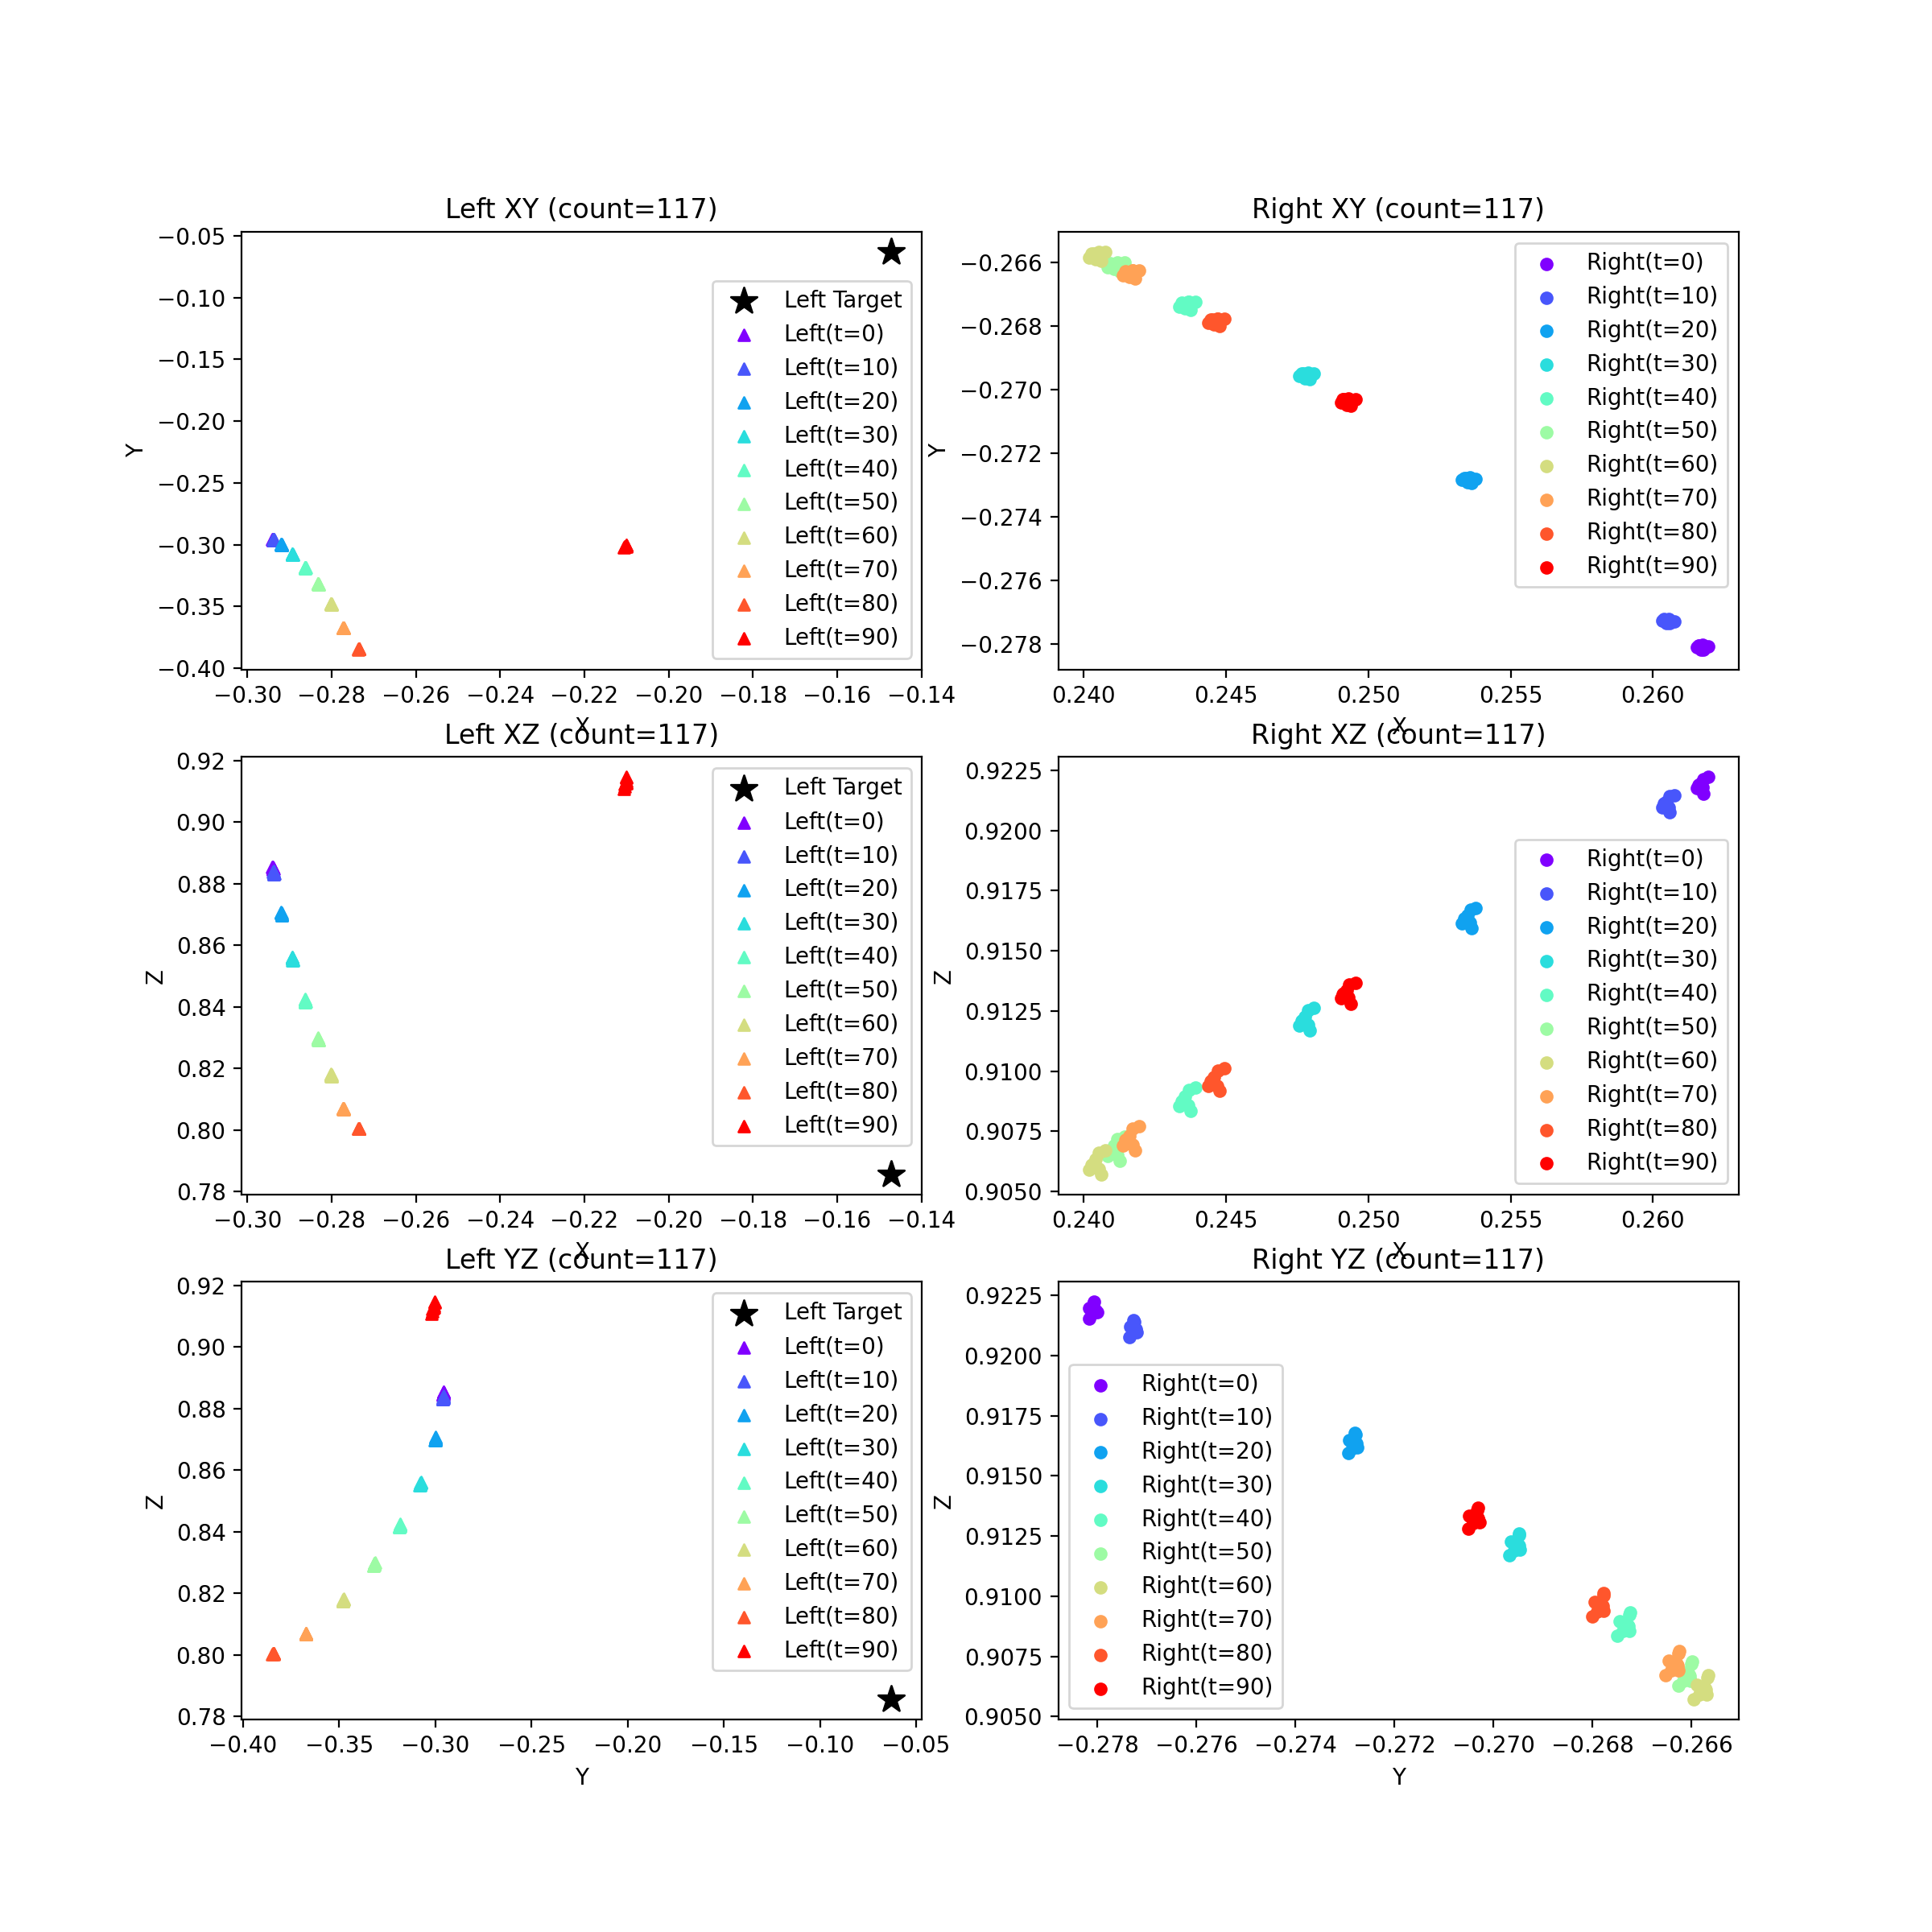 Left XY (count=117)
−0.05
−0.10
−0.15
−0.20
−0.25
−0.30
−0.35
−0.40
Y
−0.30
−0.28
−0.26
−0.24
−0.22
−0.20
−0.18
−0.16
−0.14
X
Left Target
Left(t=0)
Left(t=10)
Left(t=20)
Left(t=30)
Left(t=40)
Left(t=50)
Left(t=60)
Left(t=70)
Left(t=80)
Left(t=90)
Right XY (count=117)
−0.266
−0.268
−0.270
−0.272
−0.274
−0.276
−0.278
Y
0.240
0.245
0.250
0.255
0.260
X
Right(t=0)
Right(t=10)
Right(t=20)
Right(t=30)
Right(t=40)
Right(t=50)
Right(t=60)
Right(t=70)
Right(t=80)
Right(t=90)
Left XZ (count=117)
0.92
0.90
0.88
0.86
0.84
0.82
0.80
0.78
Z
−0.30
−0.28
−0.26
−0.24
−0.22
−0.20
−0.18
−0.16
−0.14
X
Left Target
Left(t=0)
Left(t=10)
Left(t=20)
Left(t=30)
Left(t=40)
Left(t=50)
Left(t=60)
Left(t=70)
Left(t=80)
Left(t=90)
Right XZ (count=117)
0.9225
0.9200
0.9175
0.9150
0.9125
0.9100
0.9075
0.9050
Z
0.240
0.245
0.250
0.255
0.260
X
Right(t=0)
Right(t=10)
Right(t=20)
Right(t=30)
Right(t=40)
Right(t=50)
Right(t=60)
Right(t=70)
Right(t=80)
Right(t=90)
Left YZ (count=117)
0.92
0.90
0.88
0.86
0.84
0.82
0.80
0.78
Z
−0.40
−0.35
−0.30
−0.25
−0.20
−0.15
−0.10
−0.05
Y
Left Target
Left(t=0)
Left(t=10)
Left(t=20)
Left(t=30)
Left(t=40)
Left(t=50)
Left(t=60)
Left(t=70)
Left(t=80)
Left(t=90)
Right YZ (count=117)
0.9225
0.9200
0.9175
0.9150
0.9125
0.9100
0.9075
0.9050
Z
−0.278
−0.276
−0.274
−0.272
−0.270
−0.268
−0.266
Y
Right(t=0)
Right(t=10)
Right(t=20)
Right(t=30)
Right(t=40)
Right(t=50)
Right(t=60)
Right(t=70)
Right(t=80)
Right(t=90)